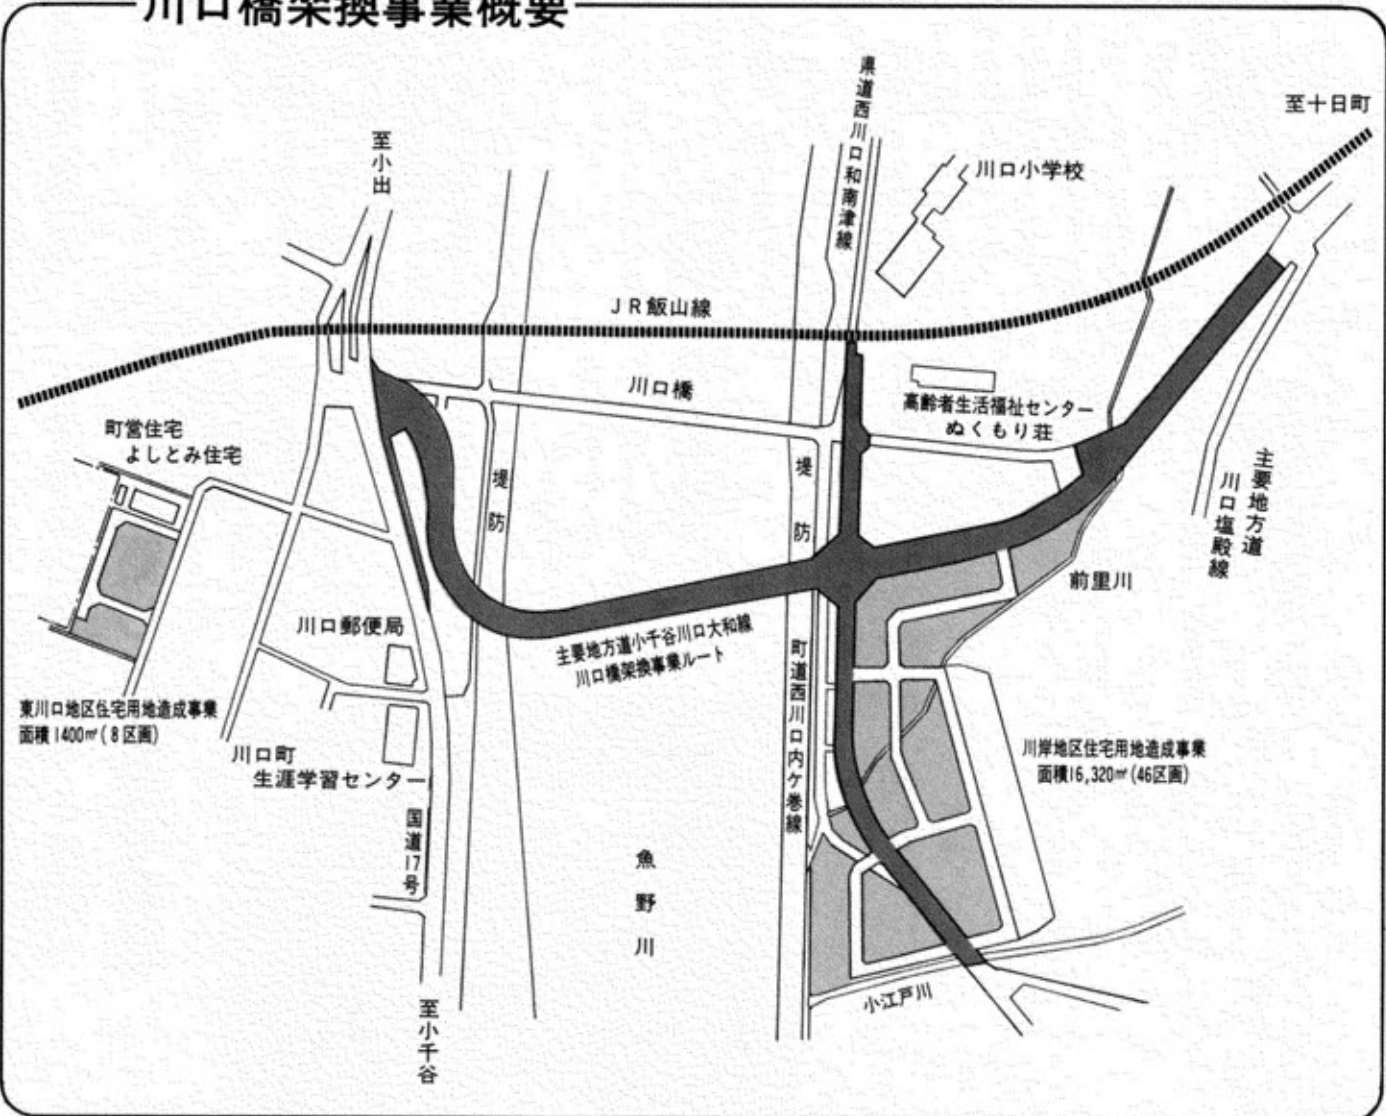 川口橋架換事業概要
県道西川口和南津線
至十日町
至小出
川口小学校
JR飯山線
川口橋
高齢者生活福祉センター
ぬくもり荘
町営住宅
よしとみ住宅
堤防
堤防
主要地方道
川口塩殿線
前里川
川口郵便局
主要地方道小千谷川口大和線
川口橋架換事業ルート
町道西川口内ケ巻線
東川口地区住宅用地造成事業
面積1400㎡(8区画)
川口町
生涯学習センター
川岸地区住宅用地造成事業
面積16,320㎡(46区画)
国道17号
魚野川
小江戸川
至小千谷